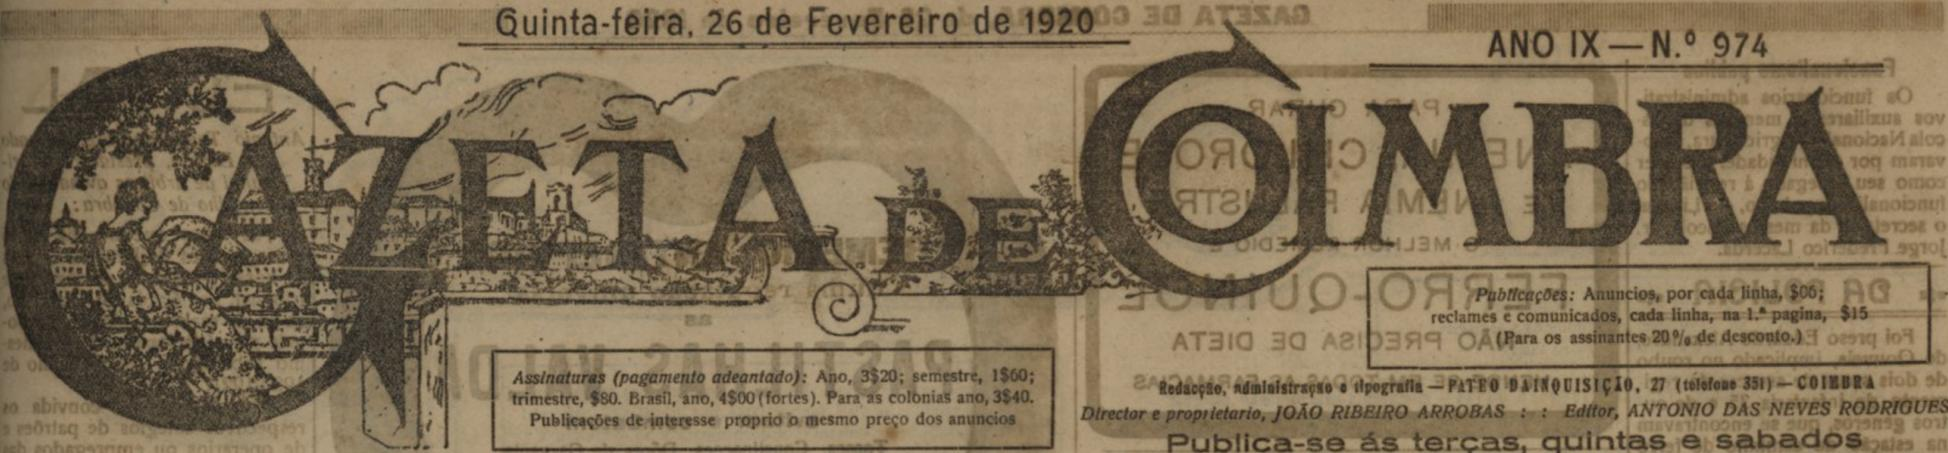 Quinta-feira, 26 de Fevereiro de 1920
ANO IX — N.º 974
GAZETA DE COIMBRA
Publicações: Anuncios, por cada linha, $06;
reclames e comunicados, cada linha, na 1.ª pagina, $15
(Para os assinantes 20% de desconto.)
Assinaturas (pagamento adeantado): Ano, 3$20; semestre, 1$60;
trimestre, $80. Brasil, ano, 4$00 (fortes). Para as colonias ano, 3$40.
Publicações de interesse proprio o mesmo preço dos anuncios
Redacção, administração e tipografia — PATEO DA INQUISIÇÃO, 27 (telefone 351) — COIMBRA
Director e proprietario, JOÃO RIBEIRO ARROBAS : : Editor, ANTONIO DAS NEVES RODRIGUES
Publica-se ás terças, quintas e sabados